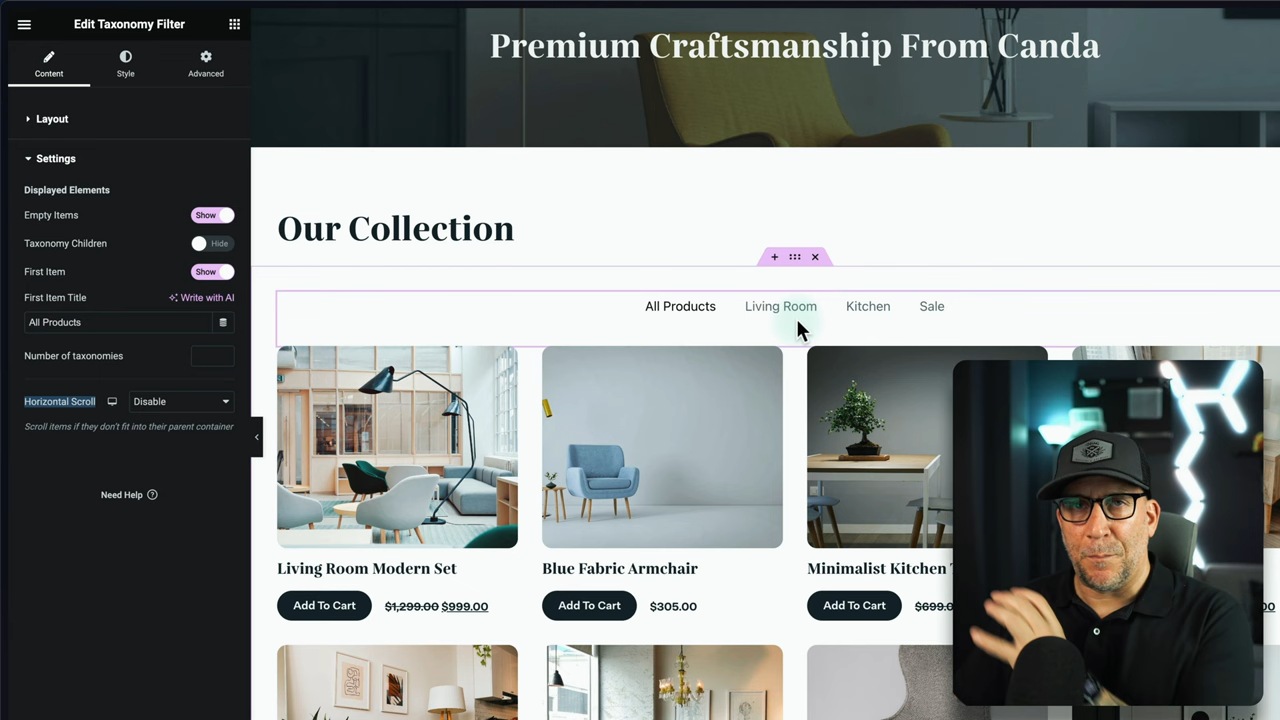 Edit Taxonomy Filter
Content
Style
Advanced
Layout
Settings
Displayed Elements
Empty Items
Show
Taxonomy Children
Hide
First Item
Show
First Item Title
Write with AI
All Products
Number of taxonomies
Horizontal Scroll
Disable
Scroll items if they don't fit into their parent container
Need Help
Premium Craftsmanship From Canda
Our Collection
All Products
Living Room
Kitchen
Sale
Living Room Modern Set
Blue Fabric Armchair
Minimalist Kitchen
Add To Cart
$1,299.00 $999.00
Add To Cart
$305.00
Add To Cart